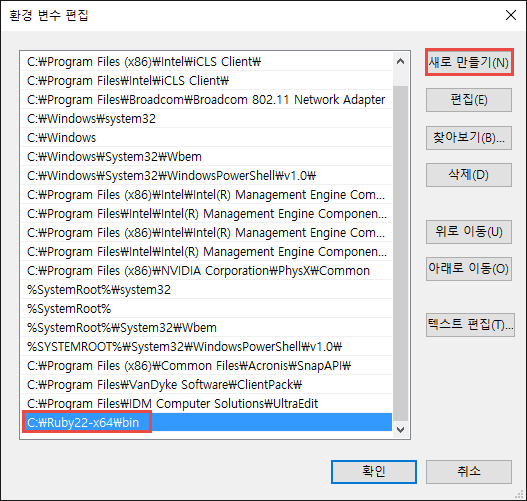 환경 변수 편집
C:₩Program Files (x86)₩Intel₩iCLS Client₩
C:₩Program Files₩Intel₩iCLS Client₩
C:₩Program Files₩Broadcom₩Broadcom 802.11 Network Adapter
C:₩Windows₩system32
C:₩Windows
C:₩Windows₩System32₩Wbem
C:₩Windows₩System32₩WindowsPowerShell₩v1.0₩
C:₩Program Files (x86)₩Intel₩Intel(R) Management Engine Com...
C:₩Program Files₩Intel₩Intel(R) Management Engine Componen...
C:₩Program Files (x86)₩Intel₩Intel(R) Management Engine Com...
C:₩Program Files₩Intel₩Intel(R) Management Engine Componen...
C:₩Program Files (x86)₩NVIDIA Corporation₩PhysX₩Common
%SystemRoot%₩system32
%SystemRoot%
%SystemRoot%₩System32₩Wbem
%SYSTEMROOT%₩System32₩WindowsPowerShell₩v1.0₩
C:₩Program Files (x86)₩Common Files₩Acronis₩SnapAPI₩
C:₩Program Files₩VanDyke Software₩ClientPack₩
C:₩Program Files₩IDM Computer Solutions₩UltraEdit
C:₩Ruby22-x64₩bin
새로 만들기(N)
편집(E)
찾아보기(B)...
삭제(D)
위로 이동(U)
아래로 이동(O)
텍스트 편집(T)...
확인
취소